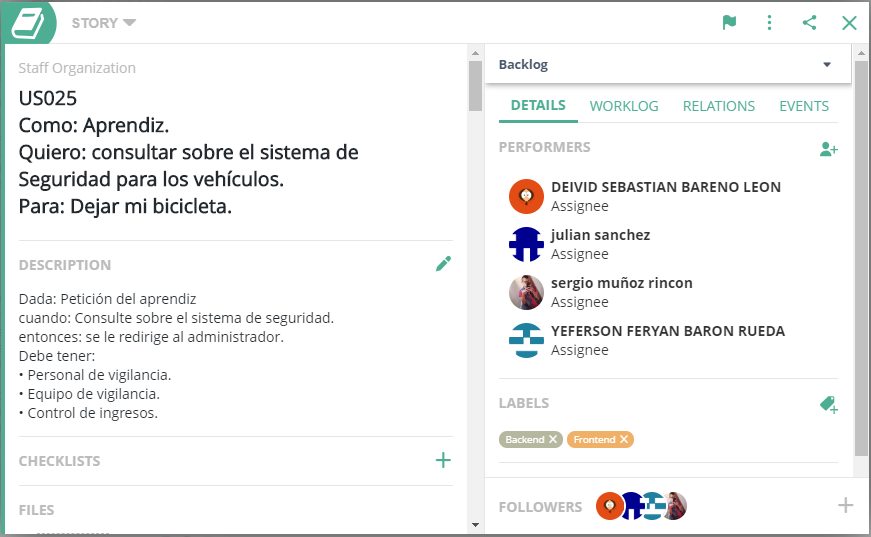 STORY
Staff Organization
US025
Como: Aprendiz.
Quiero: consultar sobre el sistema de
Seguridad para los vehículos.
Para: Dejar mi bicicleta.
DESCRIPTION
Dada: Petición del aprendiz
cuando: Consulte sobre el sistema de seguridad.
entonces: se le redirige al administrador.
Debe tener:
• Personal de vigilancia.
• Equipo de vigilancia.
• Control de ingresos.
CHECKLISTS
FILES
Backlog
DETAILS WORKLOG RELATIONS EVENTS
PERFORMERS
DEIVID SEBASTIAN BARENO LEON
Assignee
julian sanchez
Assignee
sergio muñoz rincon
Assignee
YEFERSON FERYAN BARON RUEDA
Assignee
LABELS
Backend Frontend
FOLLOWERS